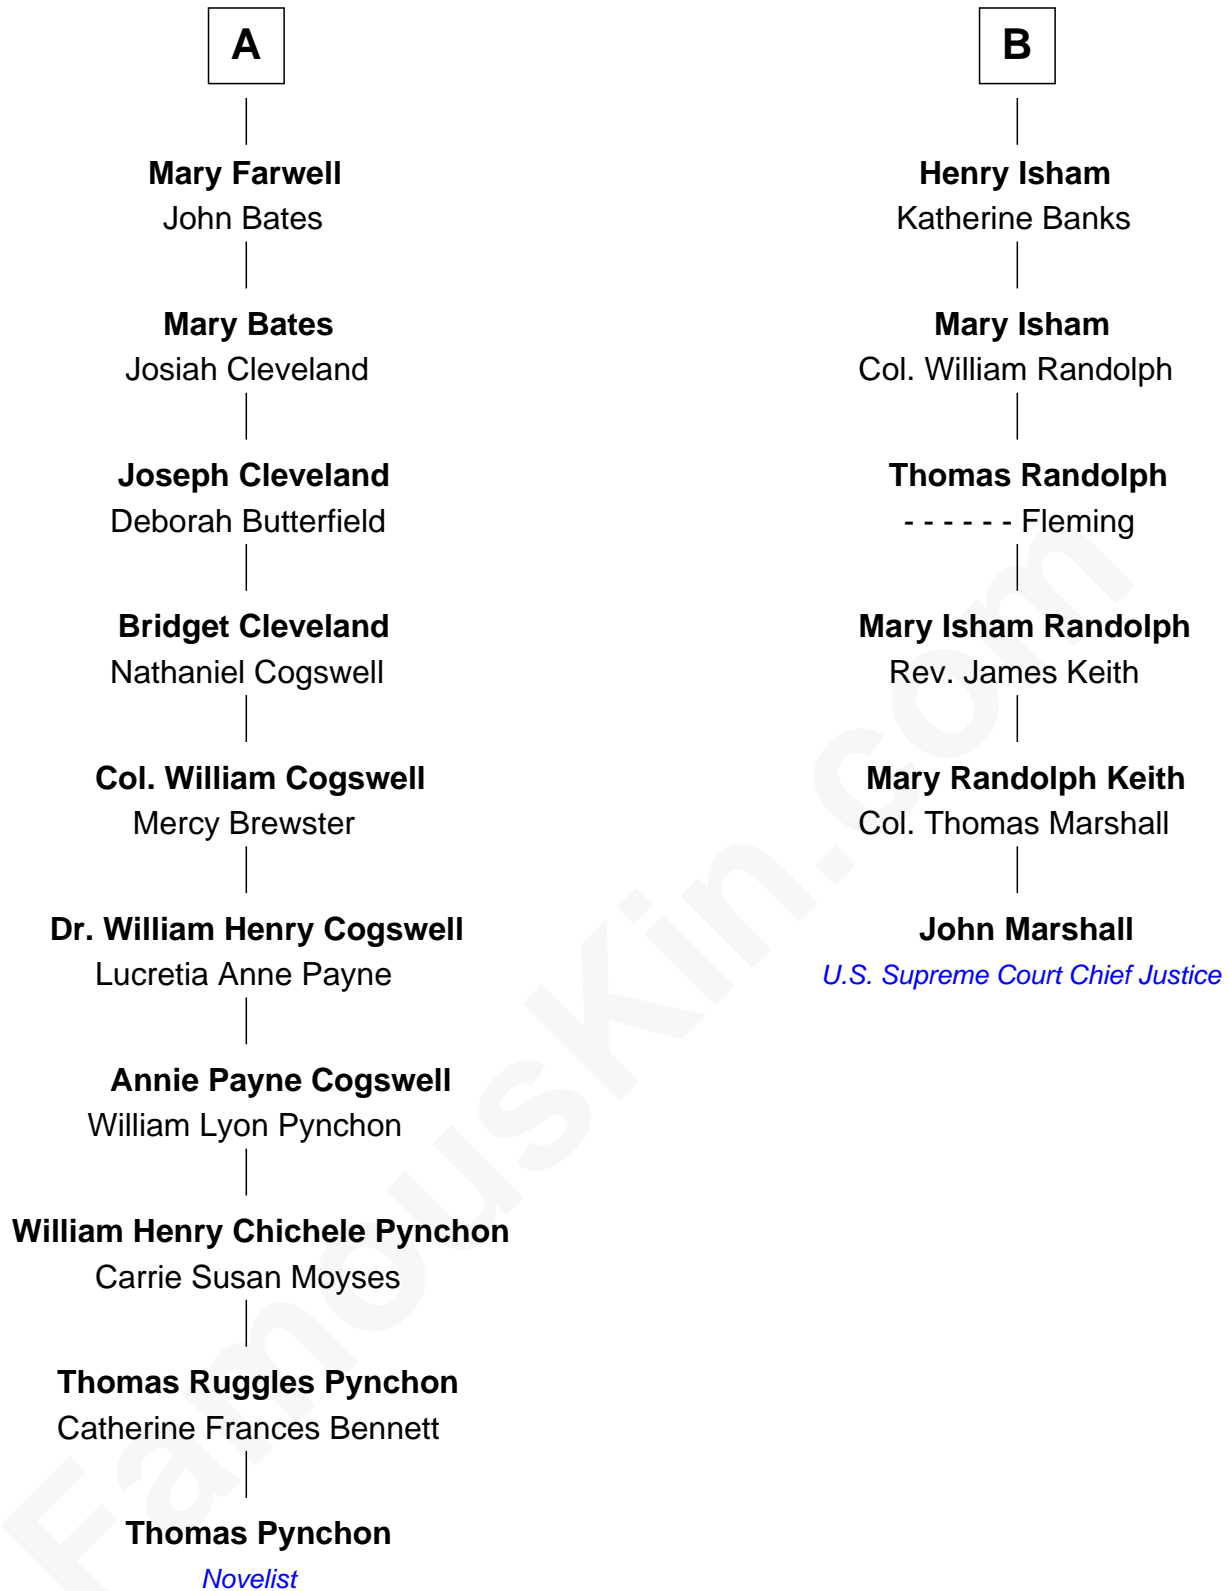 A
Mary Farwell
John Bates
Mary Bates
Josiah Cleveland
Joseph Cleveland
Deborah Butterfield
Bridget Cleveland
Nathaniel Cogswell
Col. William Cogswell
Mercy Brewster
Dr. William Henry Cogswell
Lucretia Anne Payne
Annie Payne Cogswell
William Lyon Pynchon
William Henry Chichele Pynchon
Carrie Susan Moyses
Thomas Ruggles Pynchon
Catherine Frances Bennett
Thomas Pynchon
Novelist
B
Henry Isham
Katherine Banks
Mary Isham
Col. William Randolph
Thomas Randolph
- - - - - - Fleming
Mary Isham Randolph
Rev. James Keith
Mary Randolph Keith
Col. Thomas Marshall
John Marshall
U.S. Supreme Court Chief Justice
FamousKin.com